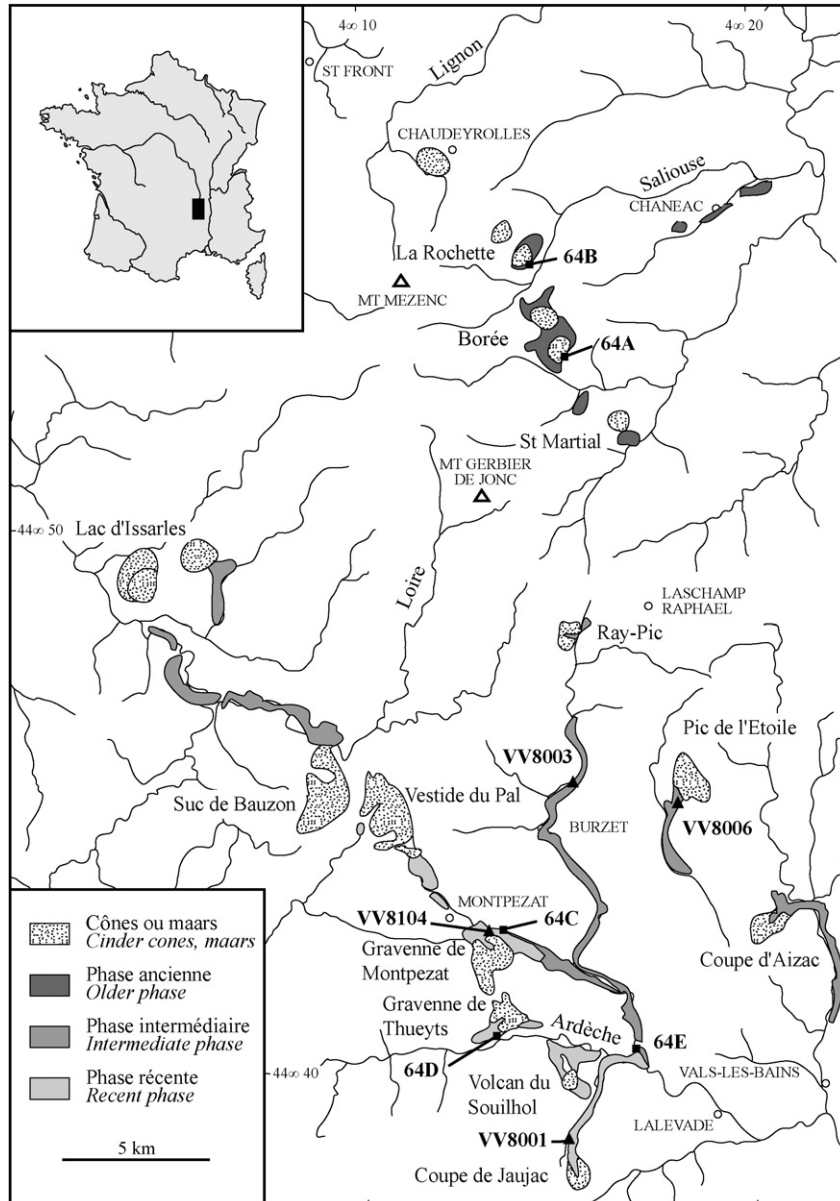 4∞ 10
4∞ 20
Lignon
ST FRONT
CHAUDEYROLLES
Saliouse
CHANEAC
La Rochette
64B
MT MEZENC
Borée
64A
St Martial
MT GERBIER
DE JONC
44∞ 50
Lac d'Issarles
Loire
LASCHAMP
RAPHAEL
Ray-Pic
Pic de l'Etoile
VV8003
Suc de Bauzon
Vestide du Pal
BURZET
VV8006
MONTPEZAT
VV8104
64C
Gravenne de
Montpezat
Coupe d'Aizac
Gravenne de
Thueyts
Ardèche
64E
64D
44∞ 40
VALS-LES-BAINS
Volcan du
Souilhol
LALEVADE
VV8001
Coupe de Jaujac
Cônes ou maars
Cinder cones, maars
Phase ancienne
Older phase
Phase intermédiaire
Intermediate phase
Phase récente
Recent phase
5 km